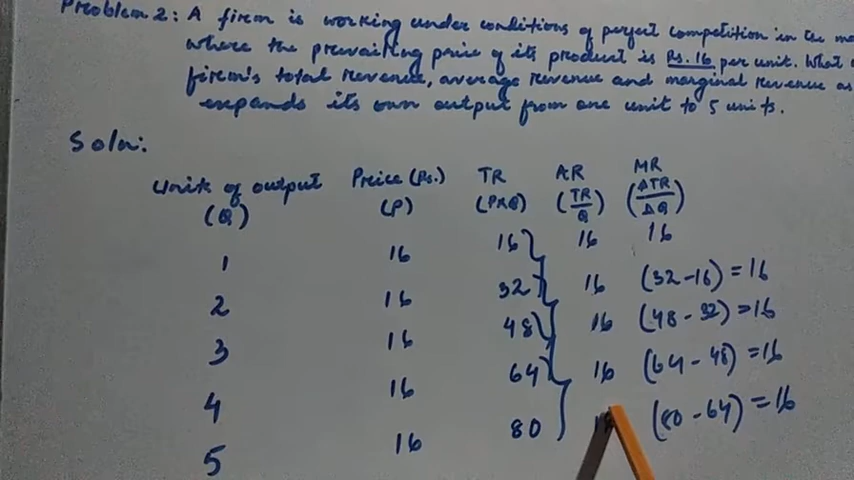 Problem 2: A firm is working under conditions of perfect competition in the
where the prevailing price of its product is Rs. 16 per unit. What
firm's total revenue, average revenue and marginal revenue as
expands its own output from one unit to 5 units.
Soln:
Units of output Price (Rs.) TR AR MR
(Q) (P) (P×Q) (TR/Q) (ΔTR/ΔQ)
1 16 16 16 16
2 16 32 16 (32-16) = 16
3 16 48 16 (48-32) = 16
4 16 64 16 (64-48) = 16
5 16 80 (80-64) = 16